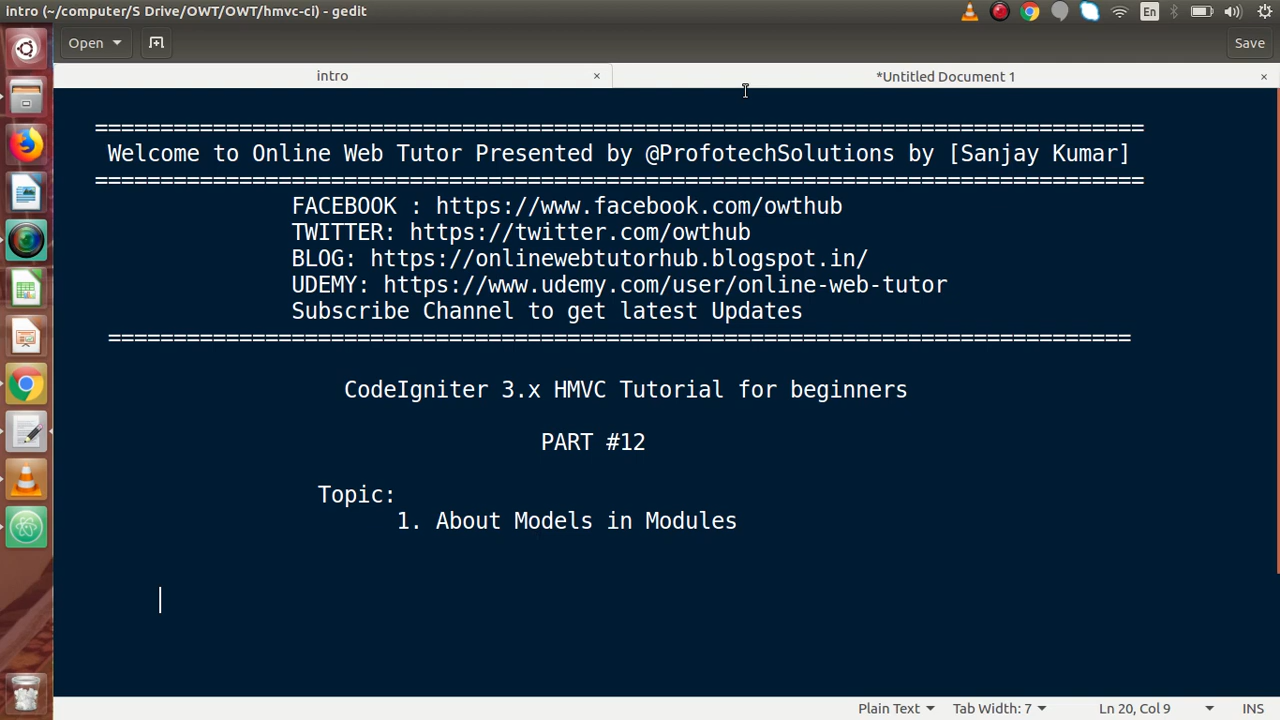 intro (~/computer/S Drive/OWT/OWT/hmvc-ci) - gedit
En
Open
Save
intro ×
*Untitled Document 1 ×
================================================================================
Welcome to Online Web Tutor Presented by @ProfotechSolutions by [Sanjay Kumar]
================================================================================
FACEBOOK : https://www.facebook.com/owthub
TWITTER: https://twitter.com/owthub
BLOG: https://onlinewebtutorhub.blogspot.in/
UDEMY: https://www.udemy.com/user/online-web-tutor
Subscribe Channel to get latest Updates
==============================================================================
CodeIgniter 3.x HMVC Tutorial for beginners
PART #12
Topic:
1. About Models in Modules
Plain Text Tab Width: 7 Ln 20, Col 9 INS